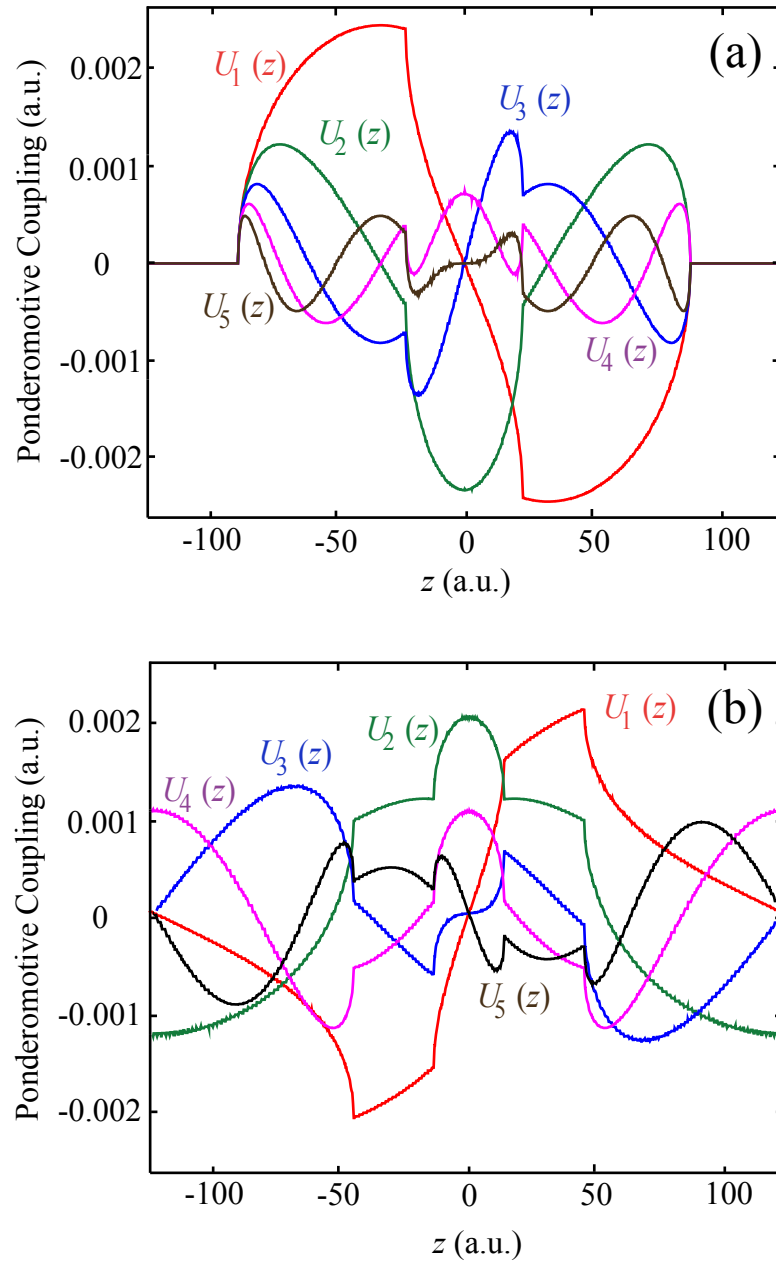 (a)
U1 (z)
U2 (z)
U3 (z)
U4 (z)
U5 (z)
Ponderomotive Coupling (a.u.)
0.002
0.001
0
-0.001
-0.002
-100
-50
0
50
100
z (a.u.)
(b)
U1 (z)
U2 (z)
U3 (z)
U4 (z)
U5 (z)
Ponderomotive Coupling (a.u.)
0.002
0.001
0
-0.001
-0.002
-100
-50
0
50
100
z (a.u.)